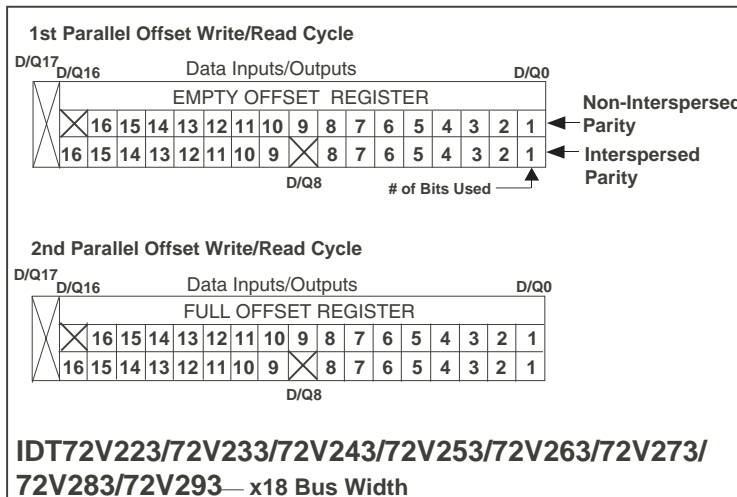 1st Parallel Offset Write/Read Cycle
D/Q17 D/Q16 Data Inputs/Outputs D/Q0
EMPTY OFFSET REGISTER
16 15 14 13 12 11 10 9 8 7 6 5 4 3 2 1 Non-Interspersed Parity
16 15 14 13 12 11 10 9 8 7 6 5 4 3 2 1 Interspersed Parity
D/Q8
# of Bits Used
2nd Parallel Offset Write/Read Cycle
D/Q17 D/Q16 Data Inputs/Outputs D/Q0
FULL OFFSET REGISTER
16 15 14 13 12 11 10 9 8 7 6 5 4 3 2 1
16 15 14 13 12 11 10 9 8 7 6 5 4 3 2 1
D/Q8
IDT72V223/72V233/72V243/72V253/72V263/72V273/
72V283/72V293— x18 Bus Width